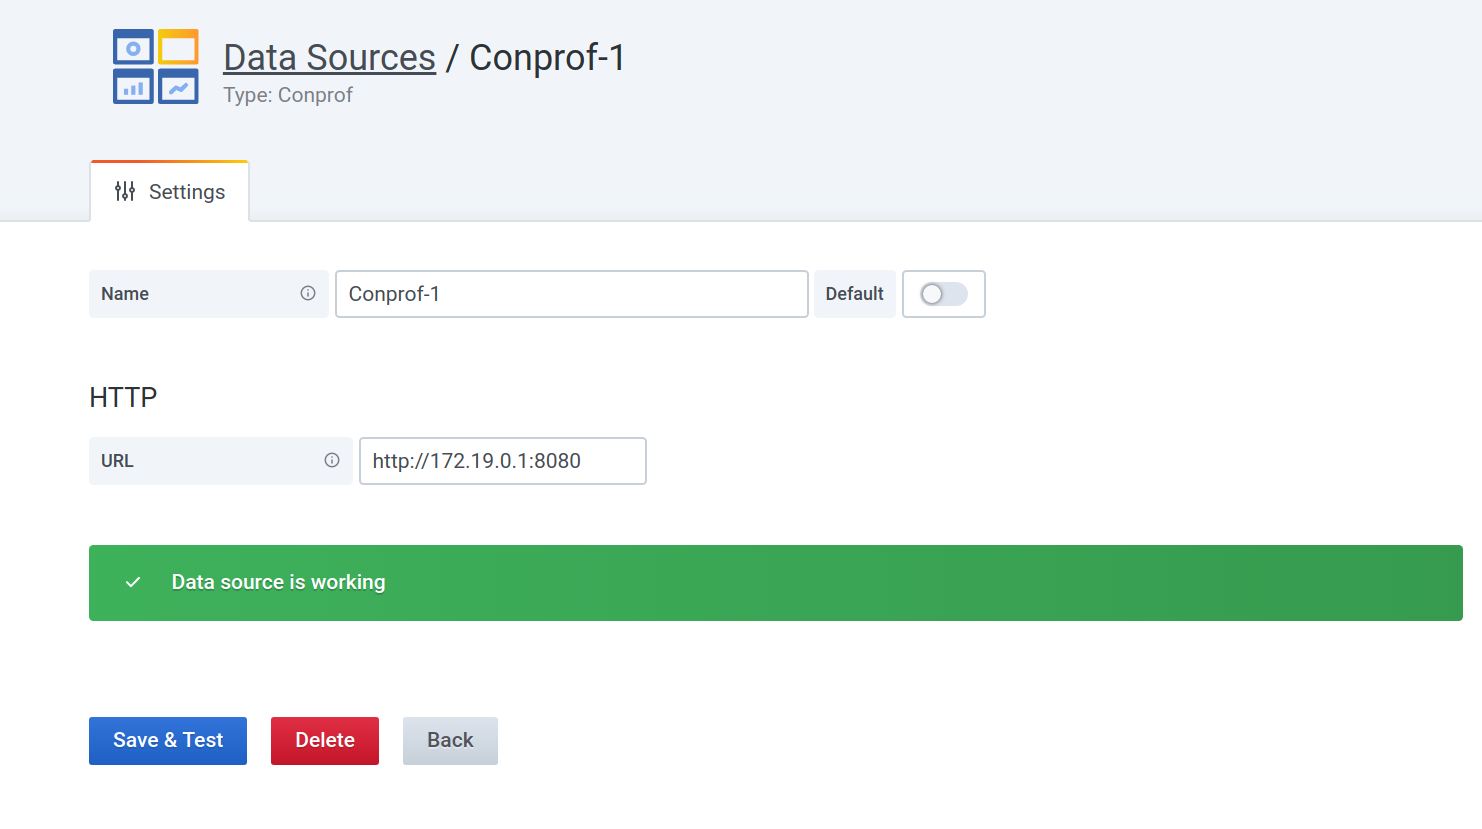 Data Sources / Conprof-1
Type: Conprof
Settings
Name
Conprof-1
Default
HTTP
URL
http://172.19.0.1:8080
Data source is working
Save & Test
Delete
Back